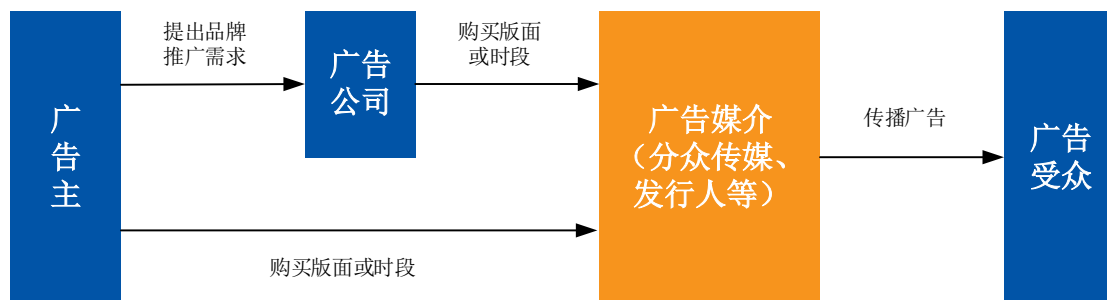 广告主
提出品牌
推广需求
广告
公司
购买版面
或时段
购买版面或时段
广告媒介
（分众传媒、
发行人等）
传播广告
广告
受众